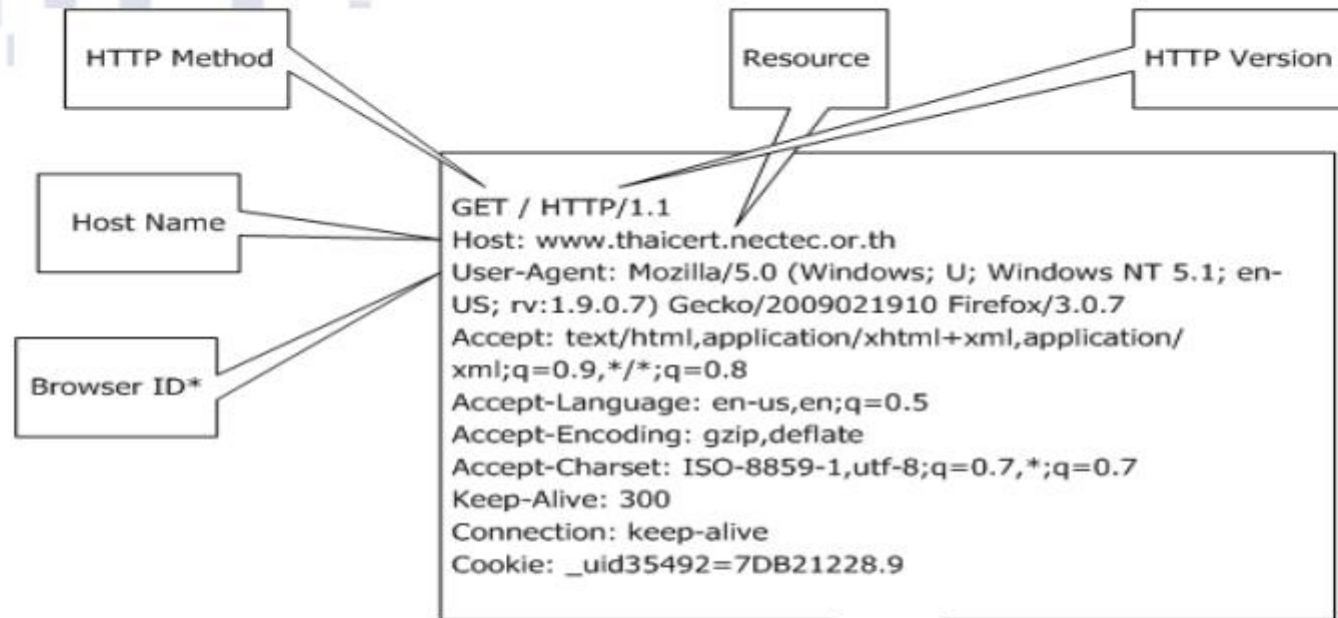 HTTP Method
Resource
HTTP Version
Host Name
Browser ID*
GET / HTTP/1.1
Host: www.thaicert.nectec.or.th
User-Agent: Mozilla/5.0 (Windows; U; Windows NT 5.1; en-
US; rv:1.9.0.7) Gecko/2009021910 Firefox/3.0.7
Accept: text/html,application/xhtml+xml,application/
xml;q=0.9,*/*;q=0.8
Accept-Language: en-us,en;q=0.5
Accept-Encoding: gzip,deflate
Accept-Charset: ISO-8859-1,utf-8;q=0.7,*;q=0.7
Keep-Alive: 300
Connection: keep-alive
Cookie: _uid35492=7DB21228.9